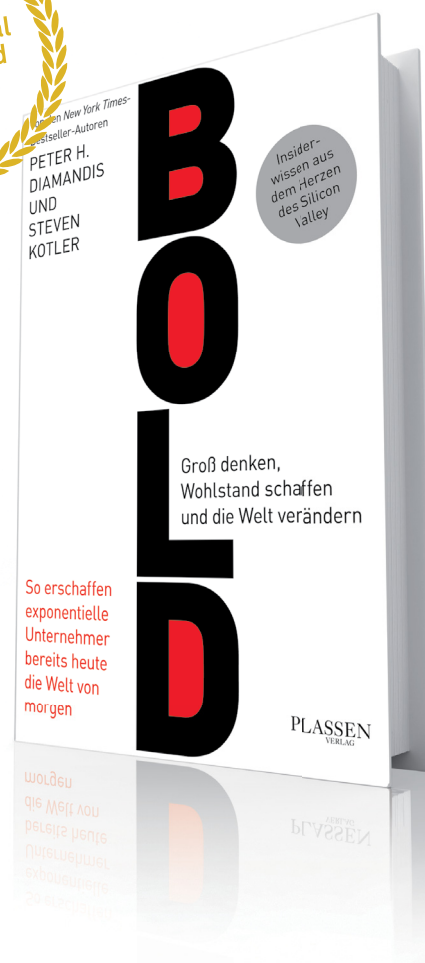 den New York Times-
Bestseller-Autoren
PETER H.
DIAMANDIS
UND
STEVEN
KOTLER
BOLD
Insider-
wissen aus
dem Herzen
des Silicon
Valley
Groß denken,
Wohlstand schaffen
und die Welt verändern
So erschaffen
exponentielle
Unternehmer
bereits heute
die Welt von
morgen
PLASSEN
VERLAG